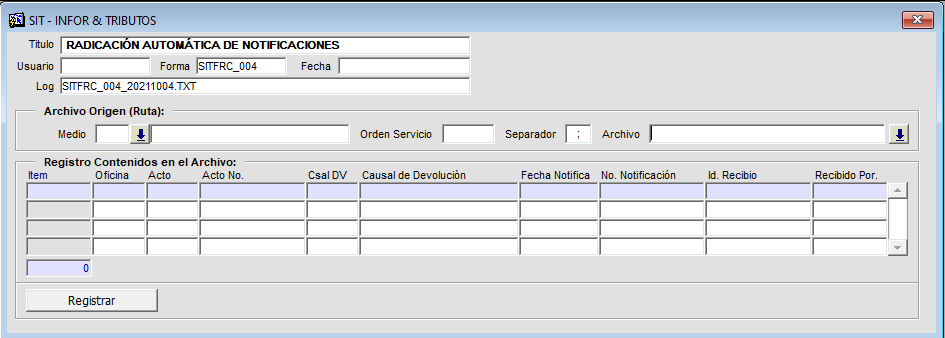 SIT - INFOR & TRIBUTOS
Titulo RADICACIÓN AUTOMÁTICA DE NOTIFICACIONES
Usuario Forma SITFRC_004 Fecha
Log SITFRC_004_20211004.TXT
Archivo Origen (Ruta):
Medio Orden Servicio Separador ; Archivo
Registro Contenidos en el Archivo:
Item Oficina Acto Acto No. Csal DV Causal de Devoluciòn Fecha Notifica No. Notificación Id. Recibio Recibido Por.
0
Registrar